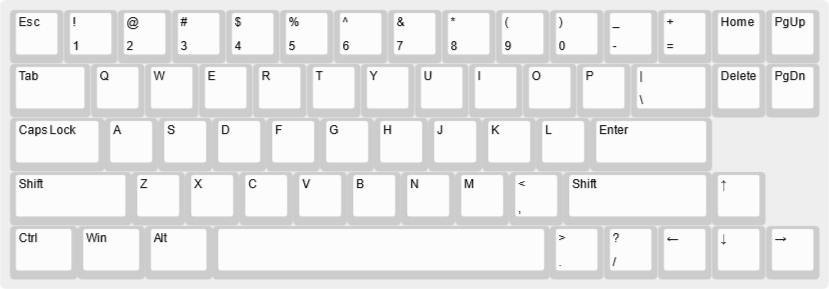 Esc ! @ # $ % ^ & * ( ) _ + Home PgUp
1 2 3 4 5 6 7 8 9 0 - =
Tab Q W E R T Y U I O P | Delete PgDn
\
Caps Lock A S D F G H J K L Enter
Shift Z X C V B N M < Shift ↑
,
Ctrl Win Alt > ? ← ↓ →
. /